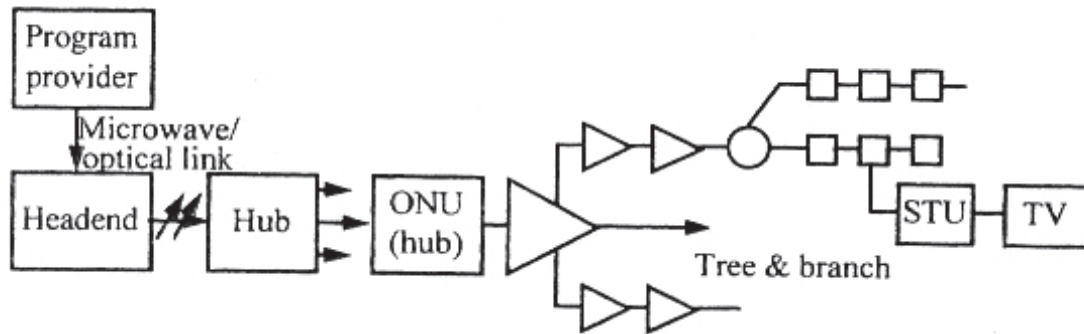 Program
provider
Microwave/
optical link
Headend
Hub
ONU
(hub)
STU
TV
Tree & branch